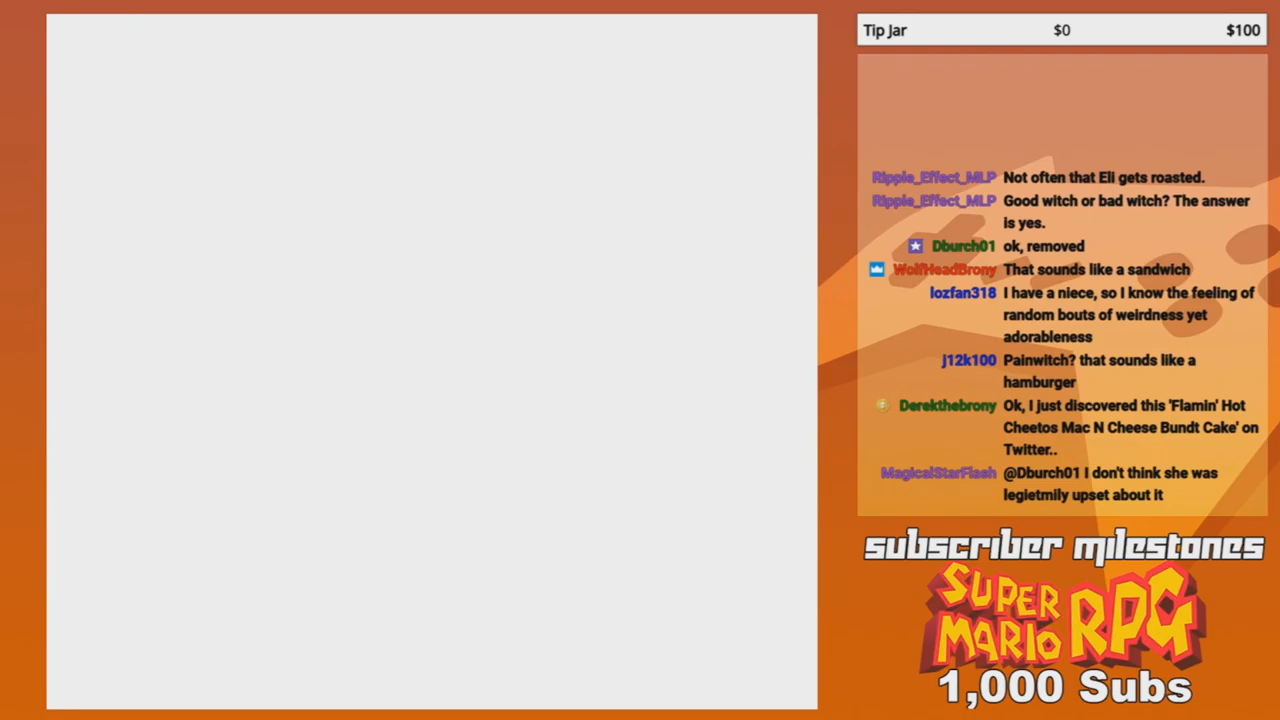 Tip Jar $0 $100
Ripple_Effect_MLP Not often that Eli gets roasted.
Ripple_Effect_MLP Good witch or bad witch? The answer
is yes.
Dburch01 ok, removed
WolfHeadBrony That sounds like a sandwich
lozfan318 I have a niece, so I know the feeling of
random bouts of weirdness yet
adorableness
j12k100 Painwitch? that sounds like a
hamburger
Derekthebrony Ok, I just discovered this 'Flamin' Hot
Cheetos Mac N Cheese Bundt Cake' on
Twitter..
MagicalStarFlash @Dburch01 I don't think she was
legietmily upset about it
subscriber milestones
SUPER
MARIO RPG
1,000 Subs